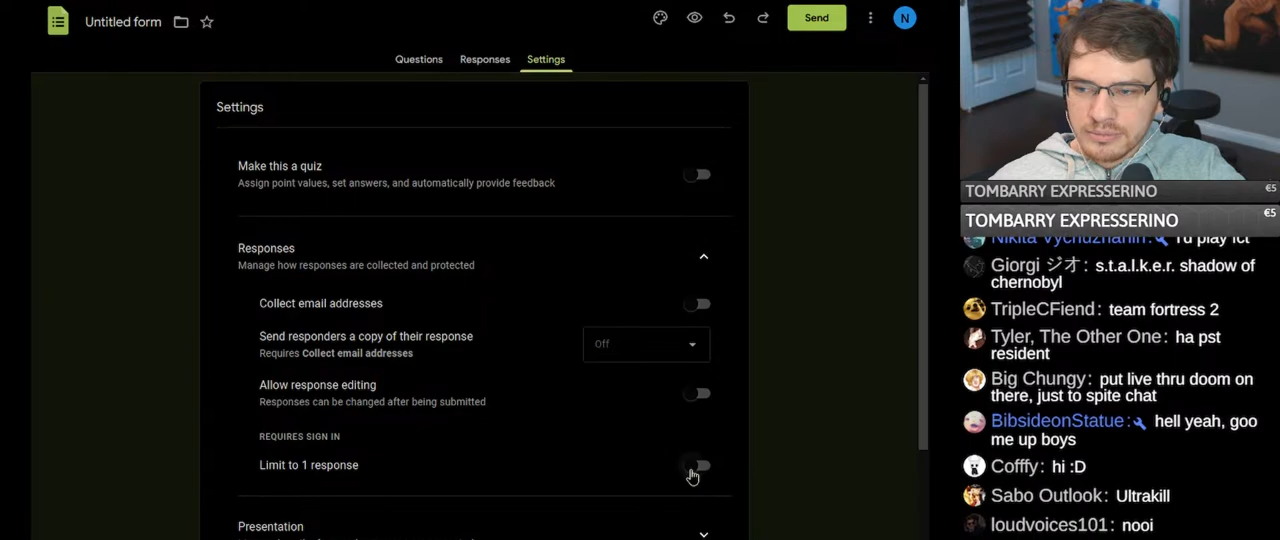 Untitled form
Send
N
Questions Responses Settings
Settings
Make this a quiz
Assign point values, set answers, and automatically provide feedback
Responses
Manage how responses are collected and protected
Collect email addresses
Send responders a copy of their response
Requires Collect email addresses
Off
Allow response editing
Responses can be changed after being submitted
REQUIRES SIGN IN
Limit to 1 response
Presentation
TOMBARRY EXPRESSERINO €5
TOMBARRY EXPRESSERINO €5
Nikita Vychuzhanin: I'd play fct
Giorgi ジオ: s.t.a.l.k.e.r. shadow of
chernobyl
TripleCFiend: team fortress 2
Tyler, The Other One: ha pst
resident
Big Chungy: put live thru doom on
there, just to spite chat
BibsideonStatue: hell yeah, goo
me up boys
Cofffy: hi :D
Sabo Outlook: Ultrakill
loudvoices101: nooi